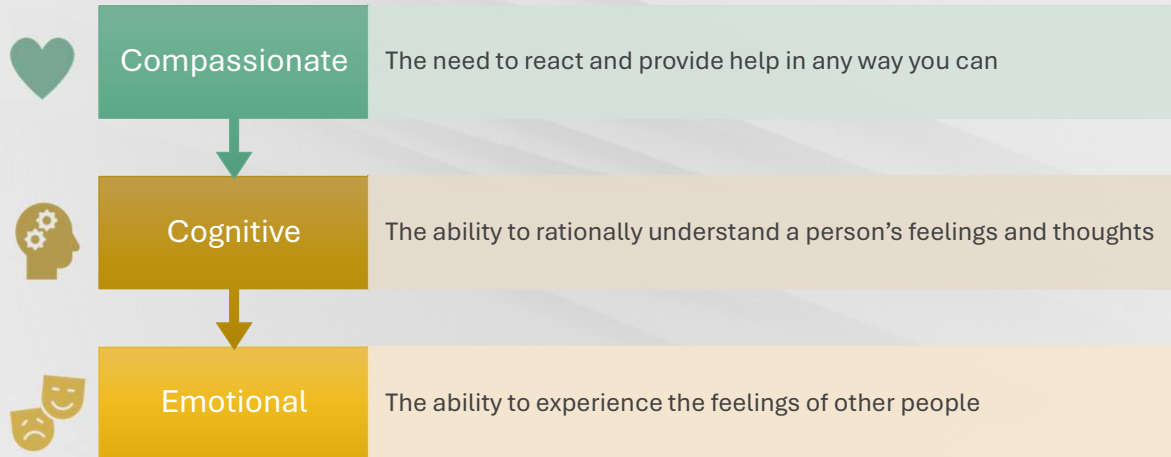 Compassionate
The need to react and provide help in any way you can
Cognitive
The ability to rationally understand a person’s feelings and thoughts
Emotional
The ability to experience the feelings of other people